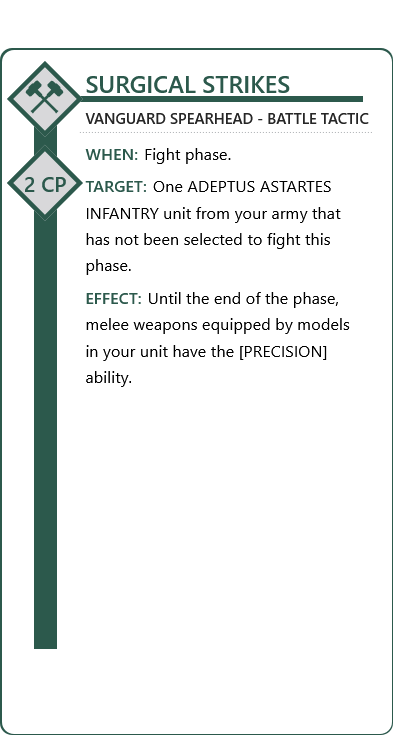 SURGICAL STRIKES
VANGUARD SPEARHEAD - BATTLE TACTIC
WHEN: Fight phase.
2 CP
TARGET: One ADEPTUS ASTARTES
INFANTRY unit from your army that
has not been selected to fight this
phase.
EFFECT: Until the end of the phase,
melee weapons equipped by models
in your unit have the [PRECISION]
ability.